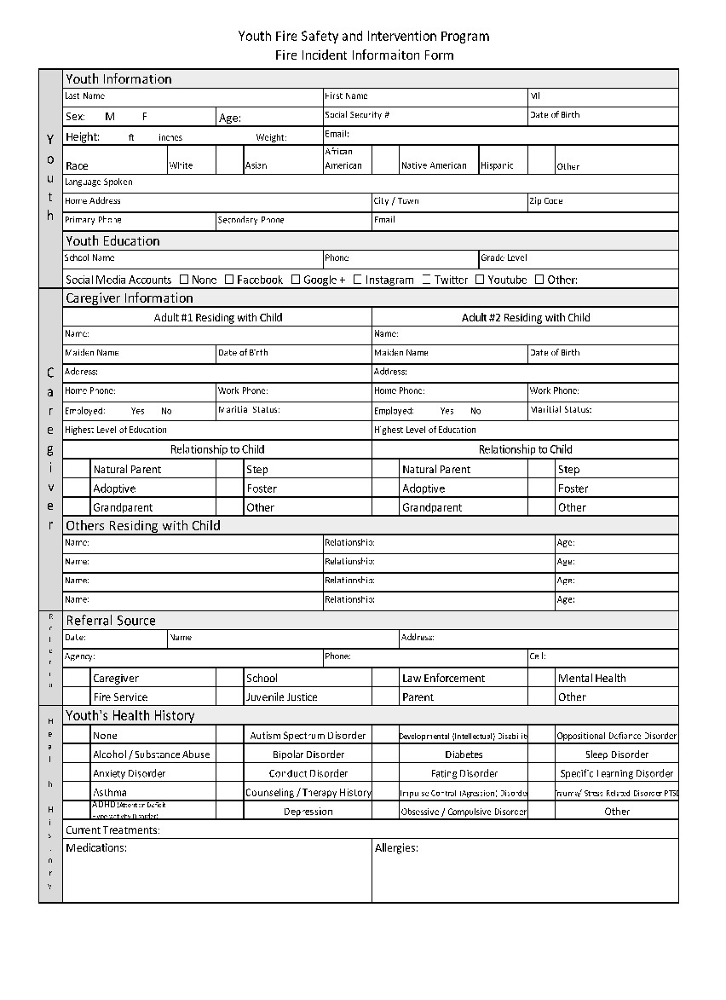 Youth Fire Safety and Intervention Program
Fire Incident Informaiton Form
Youth
Youth Information
Last Name First Name MI
Sex: M F Age: Social Security # Date of Birth
Height: ft inches Weight: Email:
Race White Asian African American Native American Hispanic Other
Language Spoken
Home Address City / Town Zip Code
Primary Phone Secondary Phone Email
Youth Education
School Name Phone Grade Level
Social Media Accounts ☐ None ☐ Facebook ☐ Google + ☐ Instagram ☐ Twitter ☐ Youtube ☐ Other:
Caregiver
Caregiver Information
Adult #1 Residing with Child Adult #2 Residing with Child
Name: Name:
Maiden Name Date of Birth Maiden Name Date of Birth
Address: Address:
Home Phone: Work Phone: Home Phone: Work Phone:
Employed: Yes No Maritial Status: Employed: Yes No Maritial Status:
Highest Level of Education Highest Level of Education
Relationship to Child Relationship to Child
Natural Parent Step Natural Parent Step
Adoptive Foster Adoptive Foster
Grandparent Other Grandparent Other
Others Residing with Child
Name: Relationship: Age:
Name: Relationship: Age:
Name: Relationship: Age:
Name: Relationship: Age:
Referral Source
Date: Name Address:
Agency: Phone: Cell:
Caregiver School Law Enforcement Mental Health
Fire Service Juvenile Justice Parent Other
Health History
Youth's Health History
None Autism Spectrum Disorder Developmental (Intellectual) Disabilit Oppositional Defiance Disorder
Alcohol / Substance Abuse Bipolar Disorder Diabetes Sleep Disorder
Anxiety Disorder Conduct Disorder Eating Disorder Specific Learning Disorder
Asthma Counseling / Therapy History Impulse Control (Agression) Disorde Trauma/ Stress Related Disorder PTSD
ADHD (Attention Deficit Hyperactivity Disorder) Depression Obsessive / Compulsive Disorder Other
Current Treatments:
Medications: Allergies: